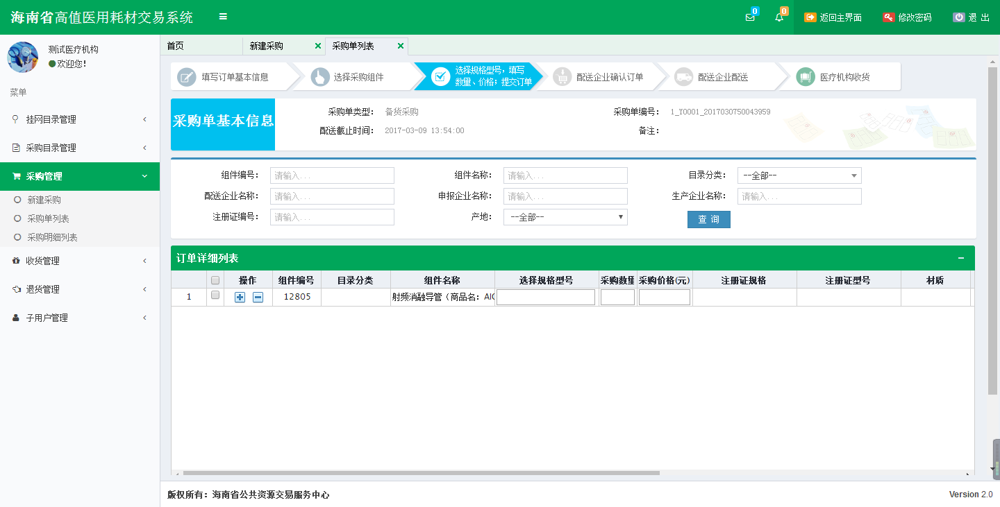 海南省高值医用耗材交易系统
0
0
返回主界面
修改密码
退 出
测试医疗机构
欢迎您!
菜单
挂网目录管理
采购目录管理
采购管理
新建采购
采购单列表
采购明细列表
收货管理
退货管理
子用户管理
首页
新建采购
采购单列表
填写订单基本信息
选择采购组件
选择规格型号，填写
数量、价格；提交订单
配送企业确认订单
配送企业配送
医疗机构收货
采购单基本信息
采购单类型： 备货采购
采购单编号： 1_Y0001_2017030750043959
配送截止时间： 2017-03-09 13:54:00
备注：
组件编号： 请输入...
组件名称： 请输入...
目录分类： --全部--
配送企业名称： 请输入...
申报企业名称： 请输入...
生产企业名称： 请输入...
注册证编号： 请输入...
产地： --全部--
查 询
订单详细列表
操作 组件编号 目录分类 组件名称 选择规格型号 采购数量 采购价格(元) 注册证规格 注册证型号 材质
1 12805 射频消融导管（商品名：AI
版权所有：海南省公共资源交易服务中心
Version 2.0